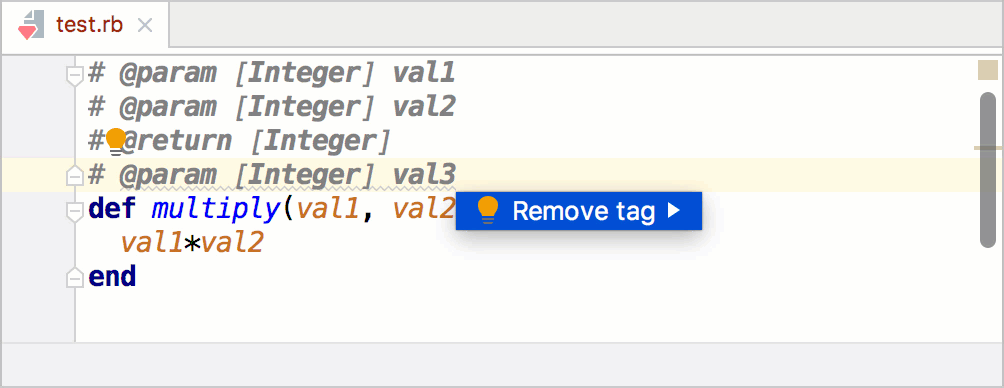 test.rb
# @param [Integer] val1
# @param [Integer] val2
# @return [Integer]
# @param [Integer] val3
def multiply(val1, val2
Remove tag
val1*val2
end